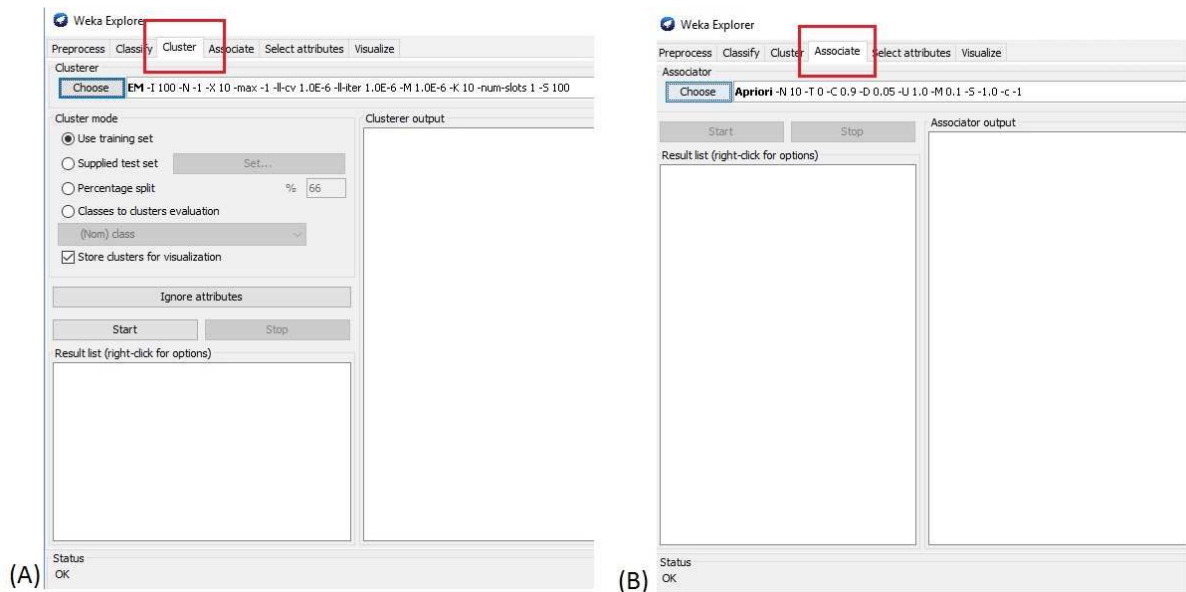 Weka Explorer
Preprocess Classify Cluster Associate Select attributes Visualize
Clusterer
Choose EM -I 100 -N -1 -X 10 -max -1 -ll-cv 1.0E-6 -ll-iter 1.0E-6 -M 1.0E-6 -K 10 -num-slots 1 -S 100
Cluster mode
Use training set
Supplied test set Set...
Percentage split % 66
Classes to clusters evaluation
(Nom) class
Store clusters for visualization
Ignore attributes
Start Stop
Result list (right-click for options)
Clusterer output
Status
OK
(A)
Weka Explorer
Preprocess Classify Cluster Associate Select attributes Visualize
Associator
Choose Apriori -N 10 -T 0 -C 0.9 -D 0.05 -U 1.0 -M 0.1 -S -1.0 -c -1
Start Stop
Result list (right-click for options)
Associator output
Status
OK
(B)